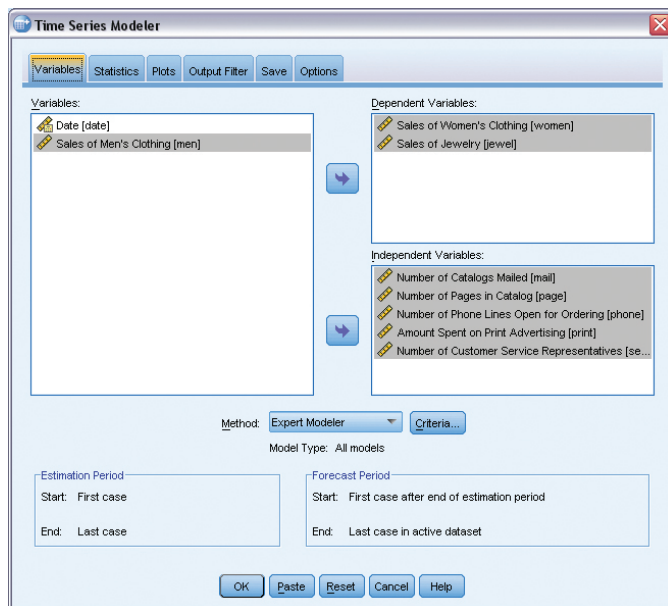 Time Series Modeler
Variables
Statistics
Plots
Output Filter
Save
Options
Variables:
Date [date]
Sales of Men's Clothing [men]
Dependent Variables:
Sales of Women's Clothing [women]
Sales of Jewelry [jewel]
Independent Variables:
Number of Catalogs Mailed [mail]
Number of Pages in Catalog [page]
Number of Phone Lines Open for Ordering [phone]
Amount Spent on Print Advertising [print]
Number of Customer Service Representatives [se...
Method: Expert Modeler
Criteria...
Model Type: All models
Estimation Period
Start: First case
End: Last case
Forecast Period
Start: First case after end of estimation period
End: Last case in active dataset
OK
Paste
Reset
Cancel
Help